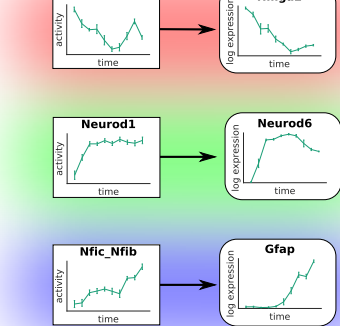 activity
time
log expression
time
Neurod1
activity
time
Neurod6
log expression
time
Nfic_Nfib
activity
time
Gfap
log expression
time